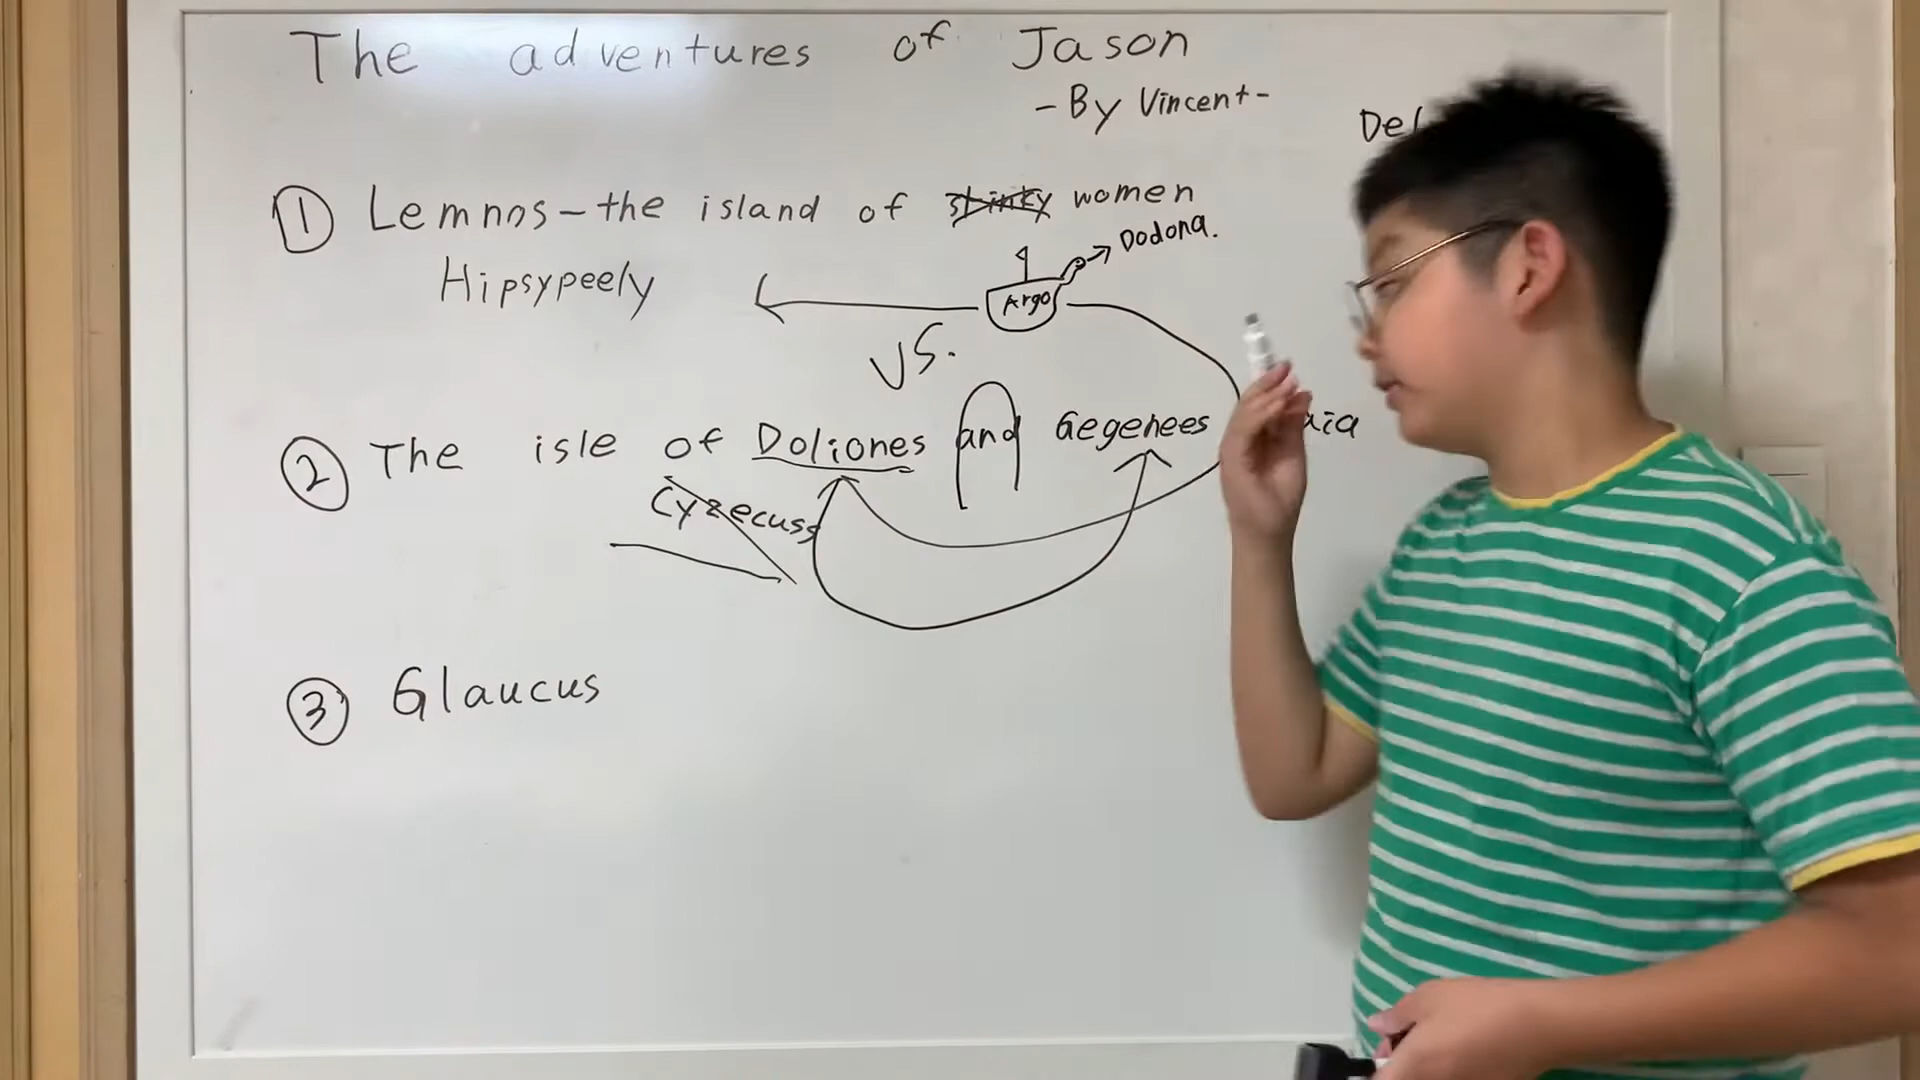 The adventures of Jason
- By Vincent -
Del
① Lemnos - the island of stinky women
Dodona.
Hipsypeely
Argo
VS.
② The isle of Doliones and Gegenees
Cyzecuss
③ Glaucus